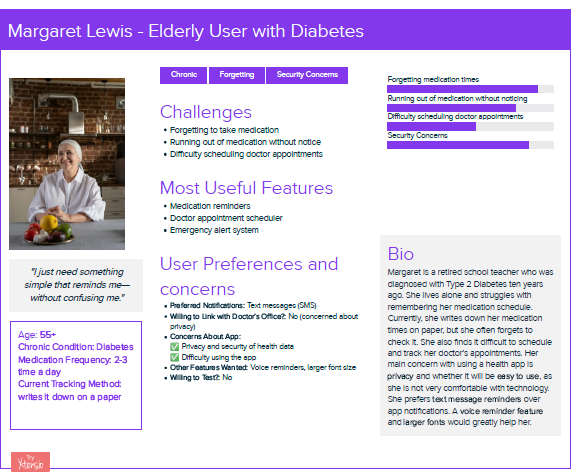 Margaret Lewis - Elderly User with Diabetes
Chronic
Forgetting
Security Concerns
Challenges
• Forgetting to take medication
• Running out of medication without notice
• Difficulty scheduling doctor appointments
Most Useful Features
• Medication reminders
• Doctor appointment scheduler
• Emergency alert system
User Preferences and
concerns
• Preferred Notifications: Text messages (SMS)
• Willing to Link with Doctor's Office?: No (concerned about
privacy)
• Concerns About App:
✅ Privacy and security of health data
✅ Difficulty using the app
• Other Features Wanted: Voice reminders, larger font size
• Willing to Test?: No
"I just need something
simple that reminds me—
without confusing me."
Age: 55+
Chronic Condition: Diabetes
Medication Frequency: 2-3
time a day
Current Tracking Method:
writes it down on a paper
Forgetting medication times
Running out of medication without noticing
Difficulty scheduling doctor appointments
Security Concerns
Bio
Margaret is a retired school teacher who was
diagnosed with Type 2 Diabetes ten years
ago. She lives alone and struggles with
remembering her medication schedule.
Currently, she writes down her medication
times on paper, but she often forgets to
check it. She also finds it difficult to schedule
and track her doctor's appointments. Her
main concern with using a health app is
privacy and whether it will be easy to use, as
she is not very comfortable with technology.
She prefers text message reminders over
app notifications. A voice reminder feature
and larger fonts would greatly help her.
Try
Xtensio